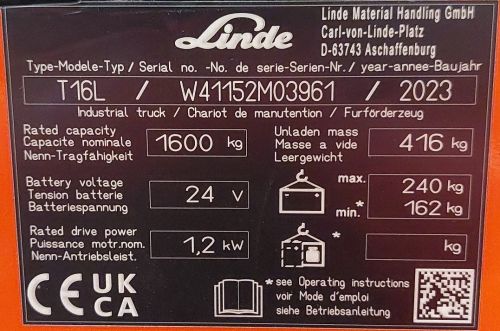 Linde
Linde Material Handling GmbH
Carl-von-Linde-Platz
D-63743 Aschaffenburg
Type-Modele-Typ / Serial no. -No. de serie-Serien-Nr. / year-annee-Baujahr
T16L / W41152M03961 / 2023
Industrial truck / Chariot de manutention / Furförderzeug
Rated capacity
Capacite nominale
Nenn-Tragfähigkeit
1600 kg
Unladen mass
Masse a vide
Leergewicht
416 kg
Battery voltage
Tension batterie
Batteriespannung
24 V
max. 240 kg
min.* 162 kg
Rated drive power
Puissance motr.nom.
Nenn-Antriebsleist.
1,2 kW
* kg
CE UK
CA
*see Operating instructions
voir Mode d'emploi
siehe Betriebsanleitung